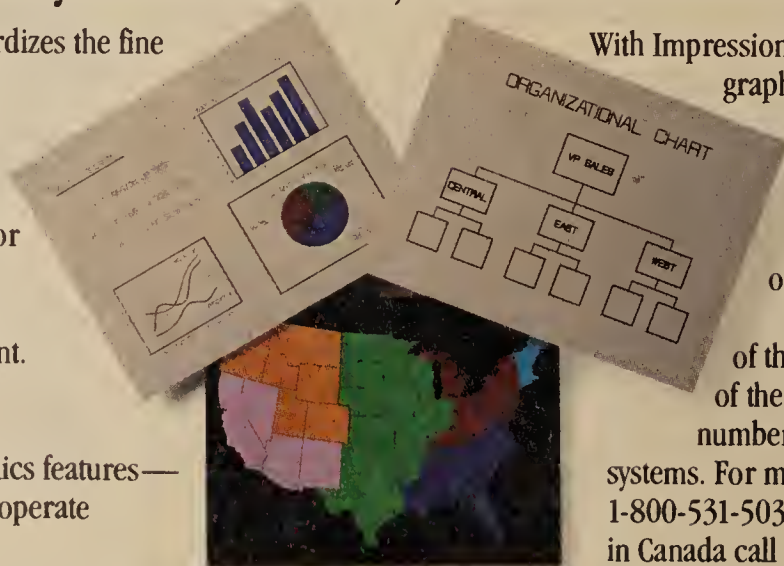 rdizes the fine
or
nt.
ics features—
operate
ORGANIZATIONAL CHART
VP SALES
CENTRAL
EAST
WEST
With Impression
graph
o
of th
of the
number
systems. For m
1-800-531-503
in Canada call